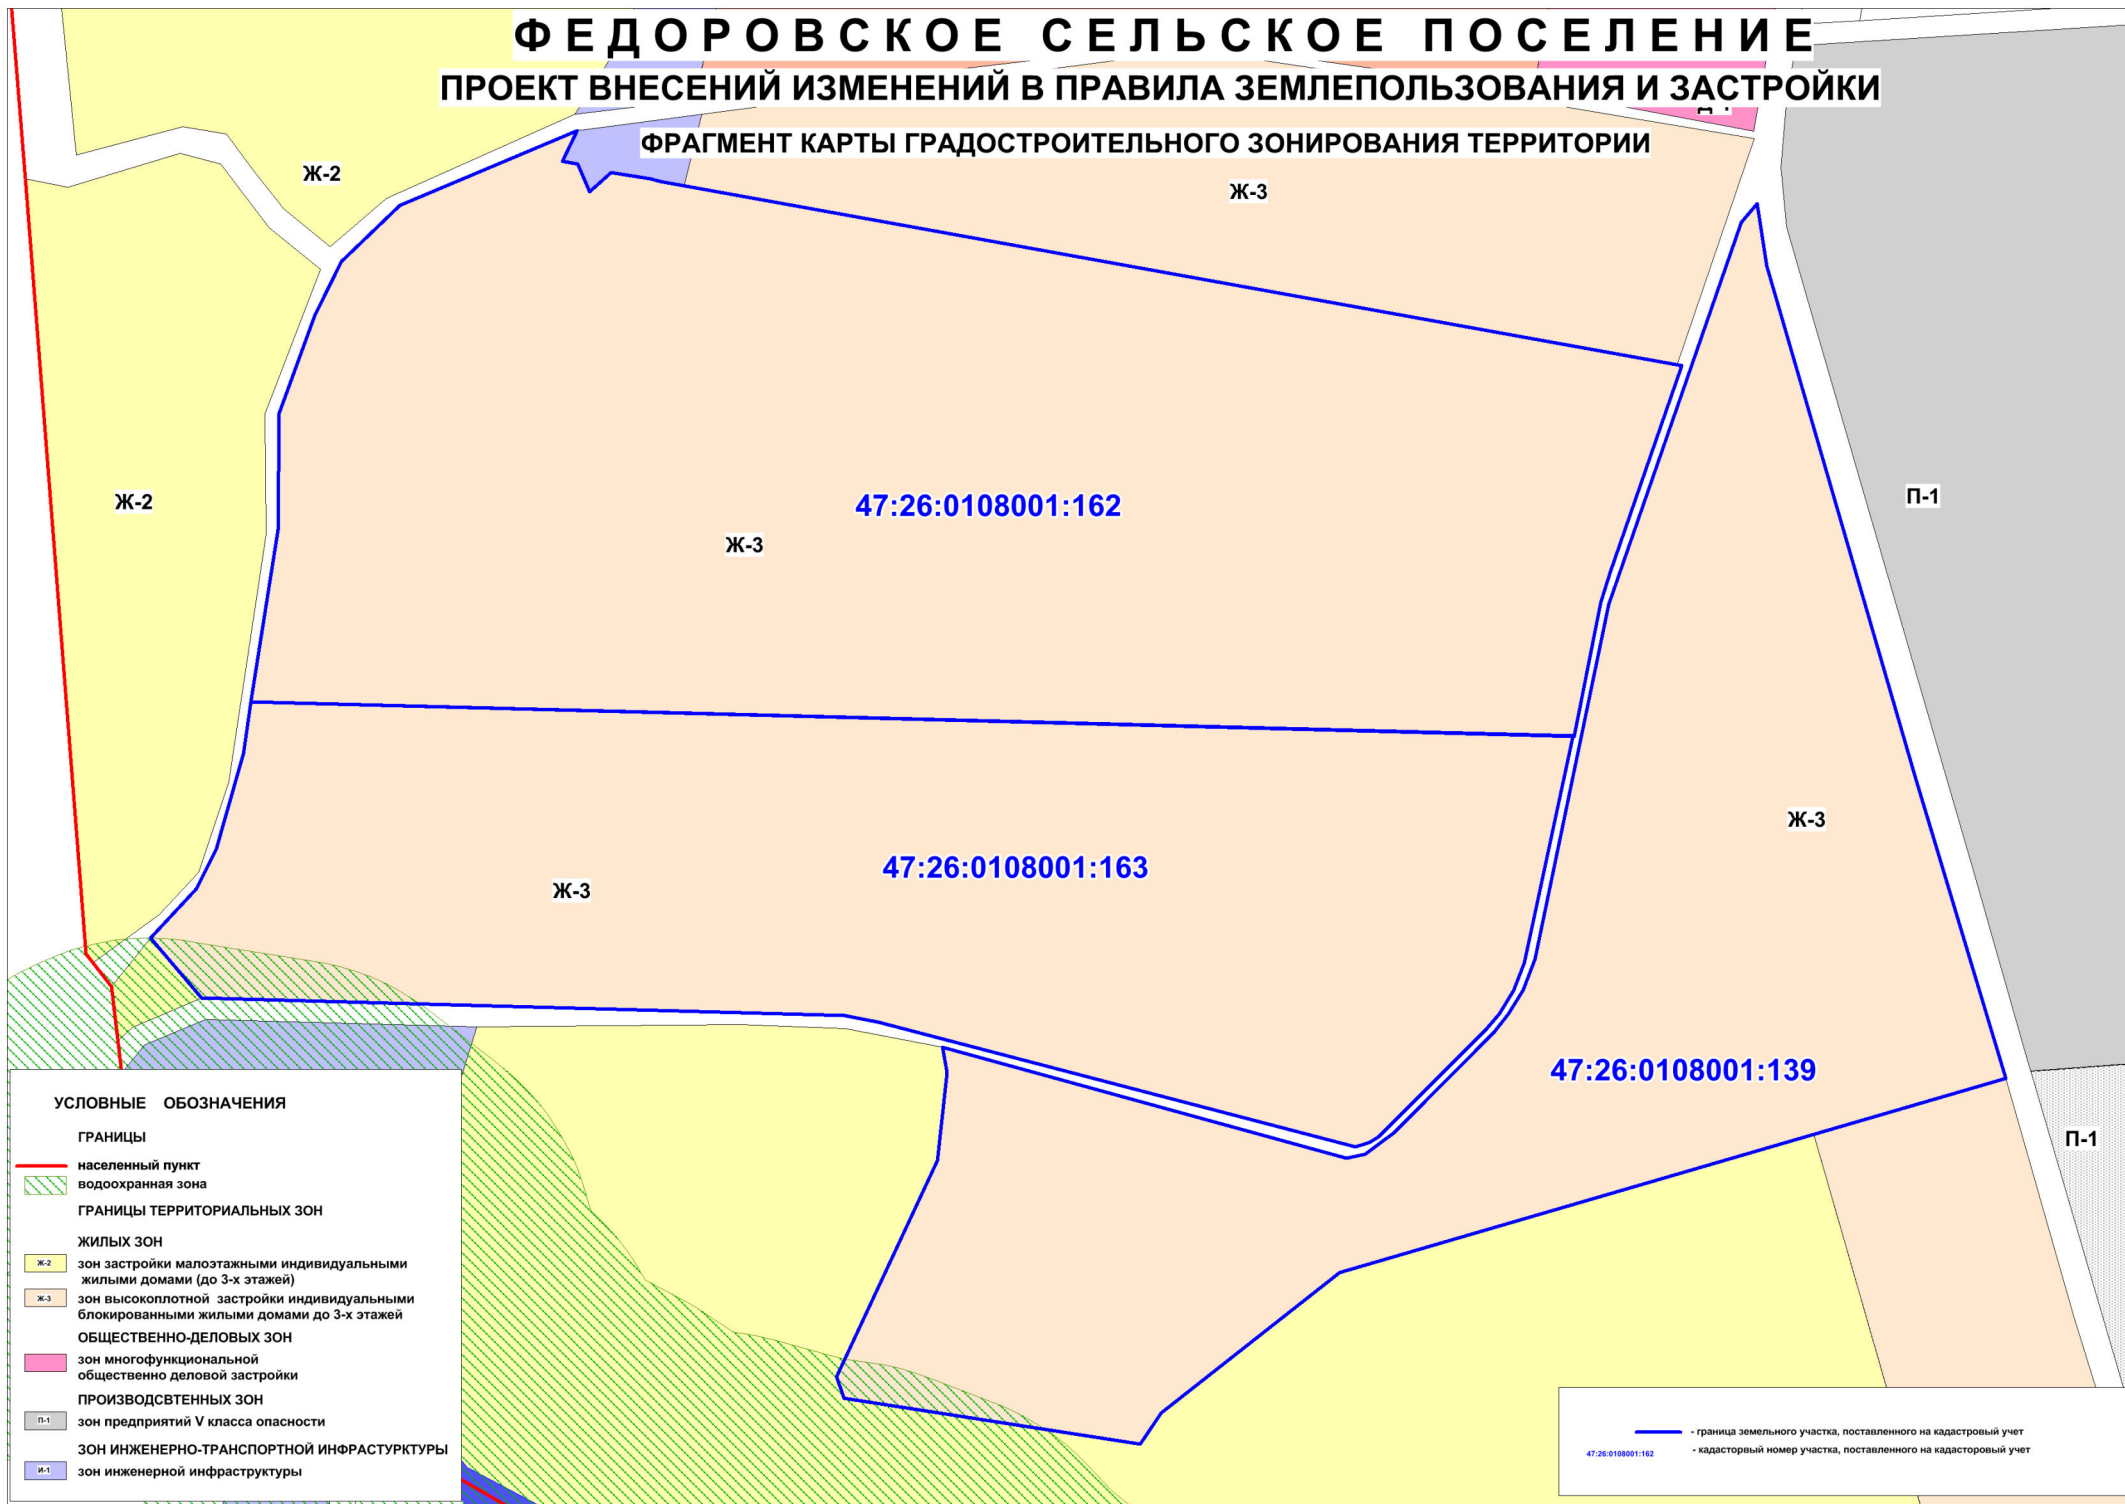 ФЕДОРОВСКОЕ СЕЛЬСКОЕ ПОСЕЛЕНИЕ
ПРОЕКТ ВНЕСЕНИЙ ИЗМЕНЕНИЙ В ПРАВИЛА ЗЕМЛЕПОЛЬЗОВАНИЯ И ЗАСТРОЙКИ
ФРАГМЕНТ КАРТЫ ГРАДОСТРОИТЕЛЬНОГО ЗОНИРОВАНИЯ ТЕРРИТОРИИ
Ж-2
Ж-3
Ж-2
П-1
47:26:0108001:162
Ж-3
Ж-3
47:26:0108001:163
Ж-3
47:26:0108001:139
П-1
УСЛОВНЫЕ ОБОЗНАЧЕНИЯ
ГРАНИЦЫ
населенный пункт
водоохранная зона
ГРАНИЦЫ ТЕРРИТОРИАЛЬНЫХ ЗОН
ЖИЛЫХ ЗОН
Ж-2 зон застройки малоэтажными индивидуальными
жилыми домами (до 3-х этажей)
Ж-3 зон высокоплотной застройки индивидуальными
блокированными жилыми домами до 3-х этажей
ОБЩЕСТВЕННО-ДЕЛОВЫХ ЗОН
зон многофункциональной
общественно деловой застройки
ПРОИЗВОДСВТЕННЫХ ЗОН
П-1 зон предприятий V класса опасности
ЗОН ИНЖЕНЕРНО-ТРАНСПОРТНОЙ ИНФРАСТУРКТУРЫ
И-1 зон инженерной инфраструктуры
- граница земельного участка, поставленного на кадастровый учет
47:26:0108001:162 - кадасторвый номер участка, поставленного на кадасторовый учет